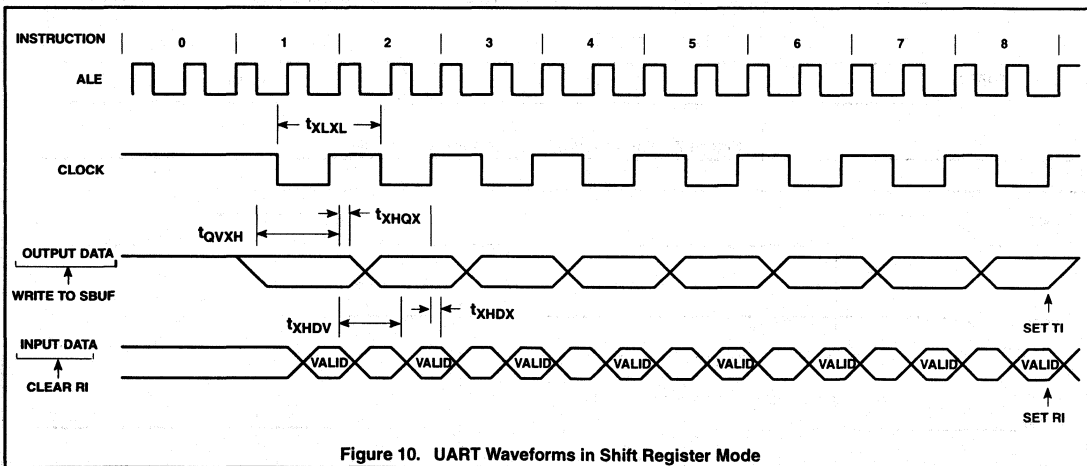 INSTRUCTION | 0 | 1 | 2 | 3 | 4 | 5 | 6 | 7 | 8 |
ALE
tXLXL
CLOCK
tXHQX
tQVXH
OUTPUT DATA
WRITE TO SBUF
tXHDX
tXHDV
SET TI
INPUT DATA
VALID VALID VALID VALID VALID VALID VALID VALID
CLEAR RI
SET RI
Figure 10. UART Waveforms in Shift Register Mode